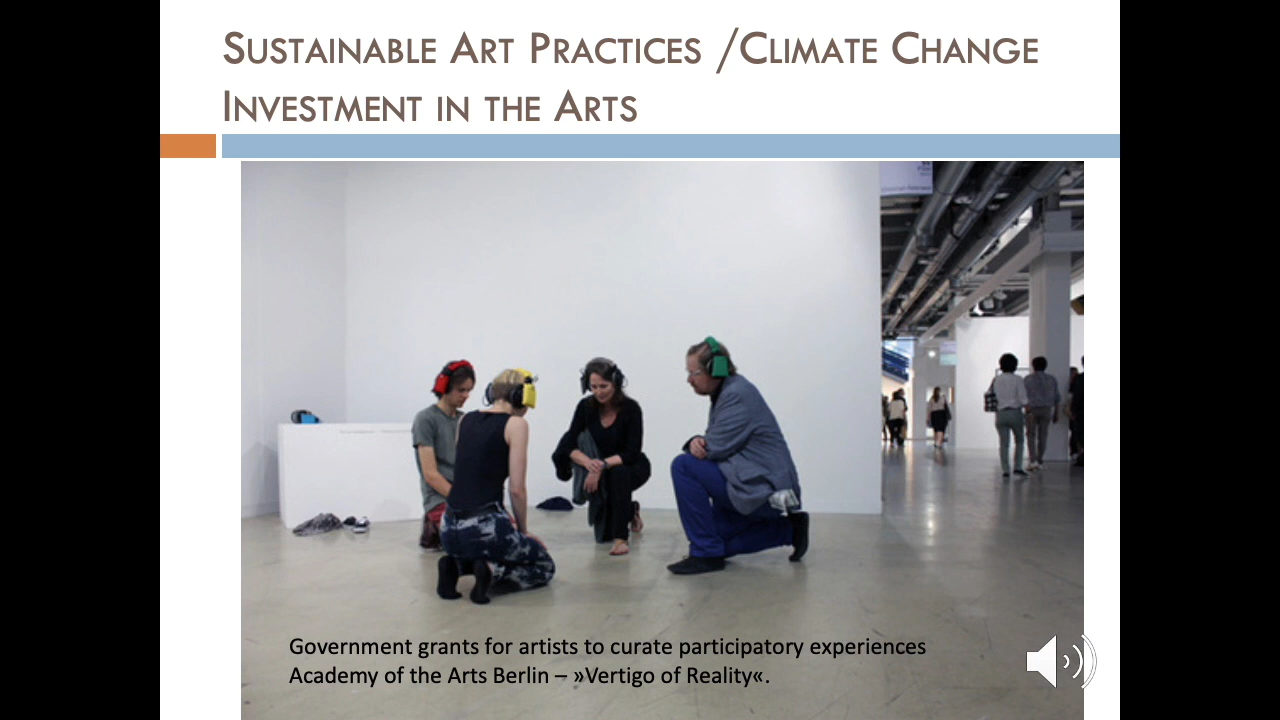 Sustainable Art Practices /Climate Change
Investment in the Arts
Government grants for artists to curate participatory experiences
Academy of the Arts Berlin – »Vertigo of Reality«.